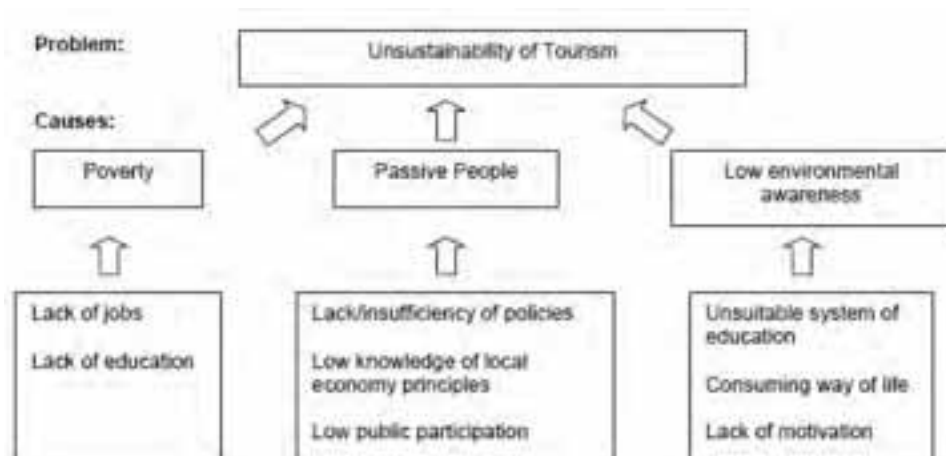 Problem:
Unsustainability of Tourism
Causes:
Poverty
Passive People
Low environmental
awareness
Lack of jobs
Lack of education
Lack/insufficiency of policies
Low knowledge of local
economy principles
Low public participation
Unsuitable system of
education
Consuming way of life
Lack of motivation